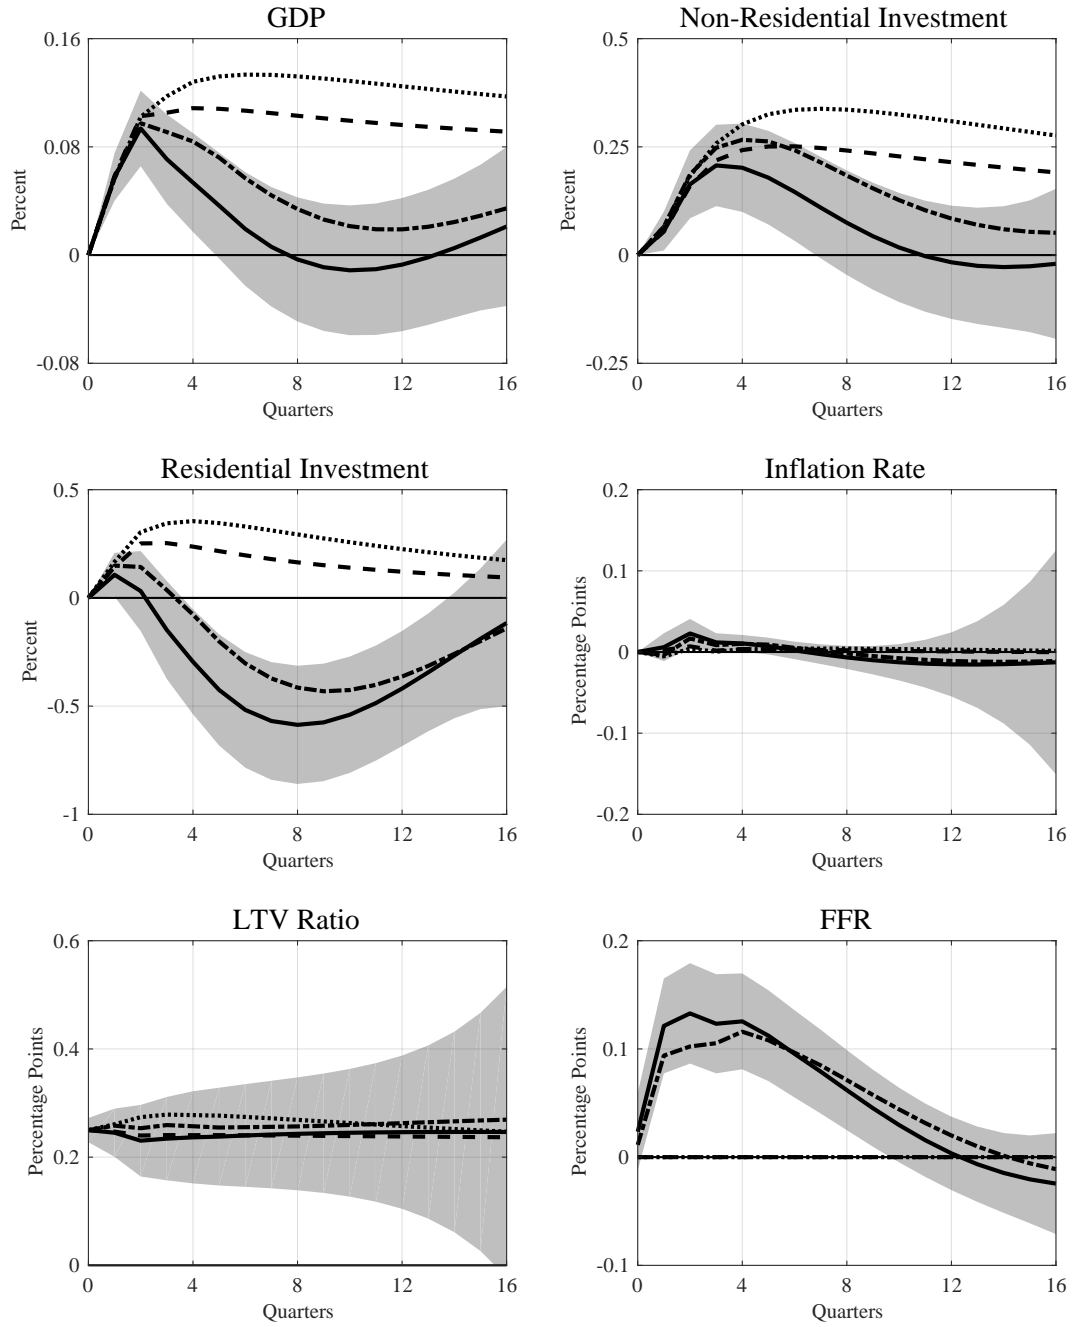 GDP
0.16
0.08
0
-0.08
Percent
0 4 8 12 16
Quarters
Non-Residential Investment
0.5
0.25
0
-0.25
Percent
0 4 8 12 16
Quarters
Residential Investment
0.5
0
-0.5
-1
Percent
0 4 8 12 16
Quarters
Inflation Rate
0.2
0.1
0
-0.1
-0.2
Percentage Points
0 4 8 12 16
Quarters
LTV Ratio
0.6
0.4
0.2
0
Percentage Points
0 4 8 12 16
Quarters
FFR
0.2
0.1
0
-0.1
Percentage Points
0 4 8 12 16
Quarters